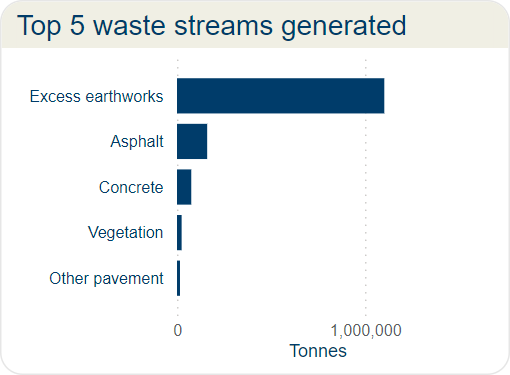 Top 5 waste streams generated
Excess earthworks
Asphalt
Concrete
Vegetation
Other pavement
0 1,000,000
Tonnes